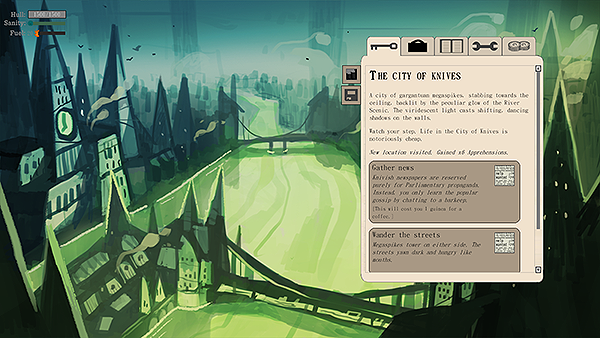 Hull: 1500/1500
Sanity:
Fuel:
THE CITY OF KNIVES
A city of gargantuan megaspikes, stabbing towards the
ceiling, backlit by the peculiar glow of the River
Scenic. The viridescent light casts shifting, dancing
shadows on the walls.
Watch your step. Life in the City of Knives is
notoriously cheap.
New location visited. Gained x6 Apprehensions.
Gather news
Knivish newspapers are reserved
purely for Parliamentary propaganda.
Instead, you only learn the popular
gossip by chatting to a barkeep.
(This will cost you 1 guinea for a
coffee.)
Wander the streets
Megaspikes tower on either side. The
streets yawn dark and hungry like
mouths.